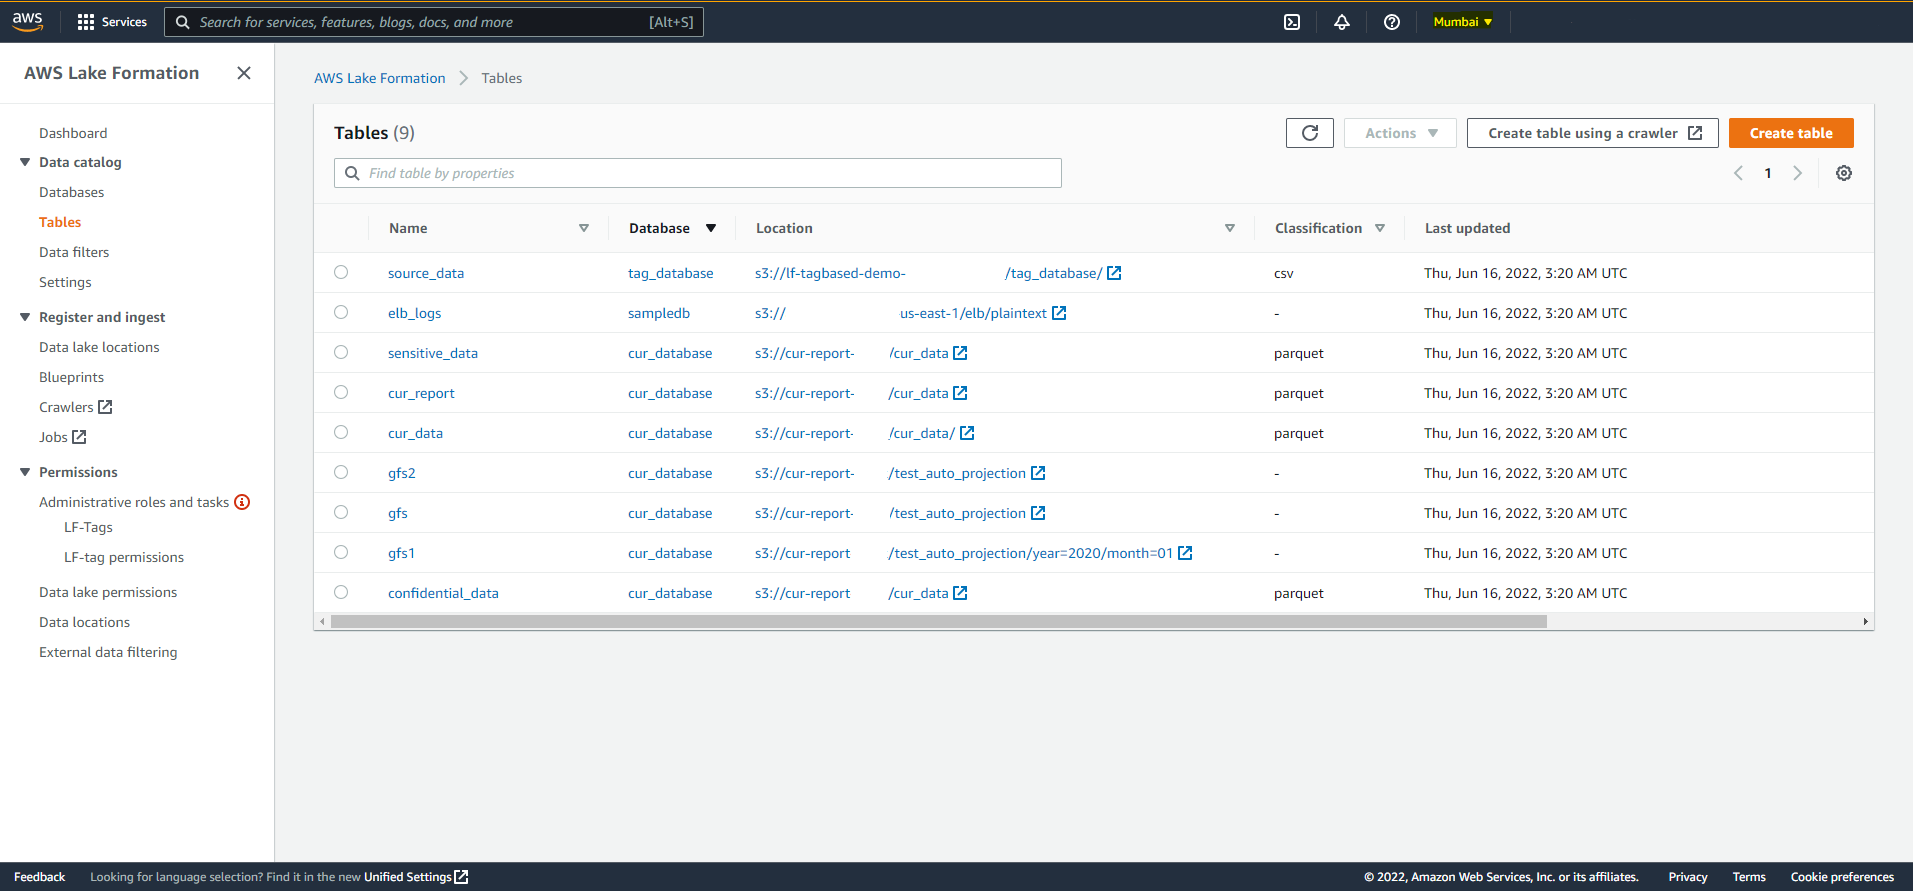 aws
Services
Search for services, features, blogs, docs, and more [Alt+S]
Mumbai
AWS Lake Formation
Dashboard
Data catalog
Databases
Tables
Data filters
Settings
Register and ingest
Data lake locations
Blueprints
Crawlers
Jobs
Permissions
Administrative roles and tasks
LF-Tags
LF-tag permissions
Data lake permissions
Data locations
External data filtering
AWS Lake Formation > Tables
Tables (9)
Actions
Create table using a crawler
Create table
Find table by properties
1
Name Database Location Classification Last updated
source_data tag_database s3://lf-tagbased-demo- /tag_database/ csv Thu, Jun 16, 2022, 3:20 AM UTC
elb_logs sampledb s3:// us-east-1/elb/plaintext - Thu, Jun 16, 2022, 3:20 AM UTC
sensitive_data cur_database s3://cur-report- /cur_data parquet Thu, Jun 16, 2022, 3:20 AM UTC
cur_report cur_database s3://cur-report- /cur_data parquet Thu, Jun 16, 2022, 3:20 AM UTC
cur_data cur_database s3://cur-report- /cur_data/ parquet Thu, Jun 16, 2022, 3:20 AM UTC
gfs2 cur_database s3://cur-report- /test_auto_projection - Thu, Jun 16, 2022, 3:20 AM UTC
gfs cur_database s3://cur-report- /test_auto_projection - Thu, Jun 16, 2022, 3:20 AM UTC
gfs1 cur_database s3://cur-report /test_auto_projection/year=2020/month=01 - Thu, Jun 16, 2022, 3:20 AM UTC
confidential_data cur_database s3://cur-report /cur_data parquet Thu, Jun 16, 2022, 3:20 AM UTC
Feedback Looking for language selection? Find it in the new Unified Settings © 2022, Amazon Web Services, Inc. or its affiliates. Privacy Terms Cookie preferences